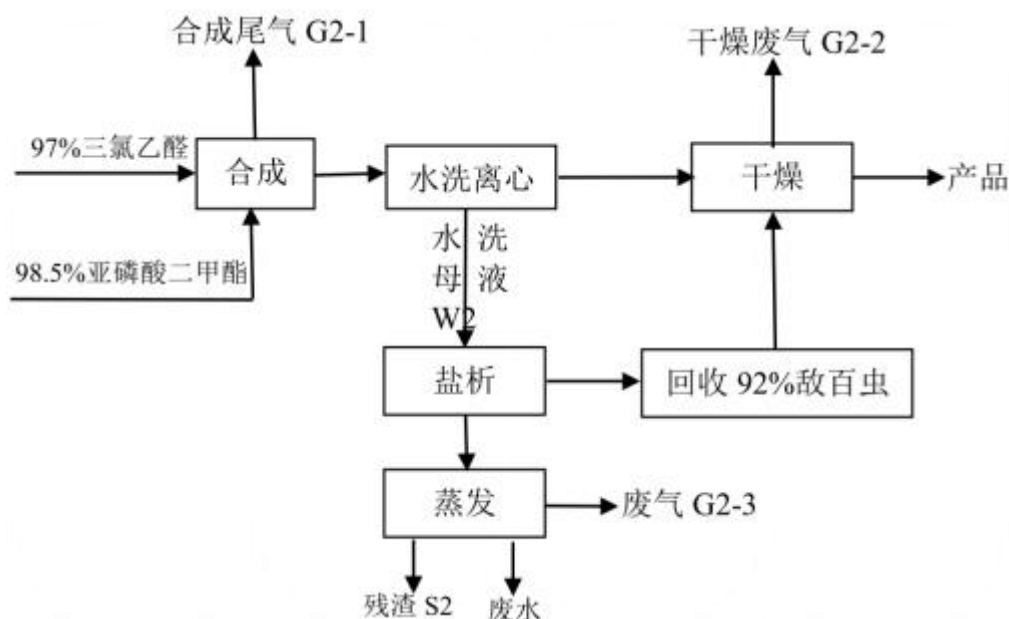 合成尾气 G2-1
干燥废气 G2-2
97%三氯乙醛
合成
水洗离心
干燥
产品
98.5%亚磷酸二甲酯
水洗
母液
W2
盐析
回收 92%敌百虫
蒸发
废气 G2-3
残渣 S2
废水